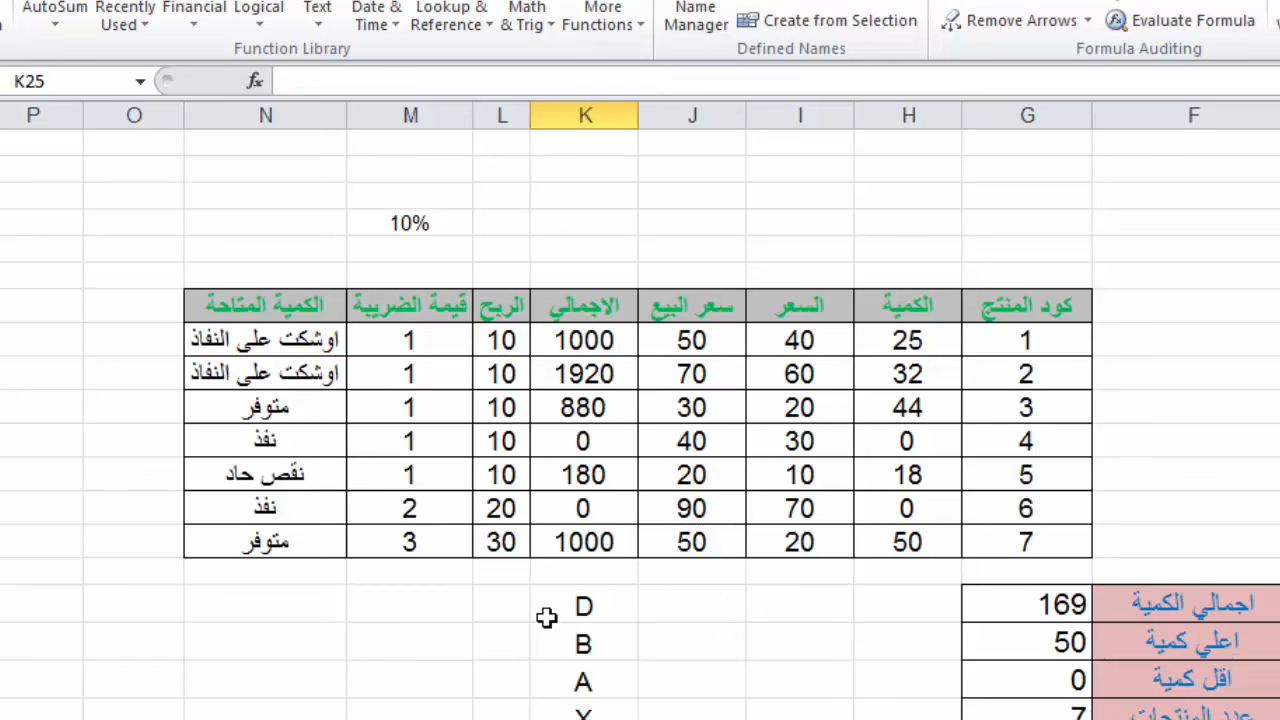 AutoSum Recently Used Financial Logical Text Date & Time Lookup & Reference Math & Trig More Functions Name Manager Create from Selection Remove Arrows Evaluate Formula
Function Library Defined Names Formula Auditing
K25 fx
P O N M L K J I H G F
10%
كود المنتج الكمية السعر سعر البيع الاجمالي الربح قيمة الضريبة الكمية المتاحة
1 25 40 50 1000 10 1 اوشكت على النفاذ
2 32 60 70 1920 10 1 اوشكت على النفاذ
3 44 20 30 880 10 1 متوفر
4 0 30 40 0 10 1 نفذ
5 18 10 20 180 10 1 نقص حاد
6 0 70 90 0 20 2 نفذ
7 50 20 50 1000 30 3 متوفر
اجمالي الكمية 169 D
اعلي كمية 50 B
اقل كمية 0 A
عدد المنتجات 7 X